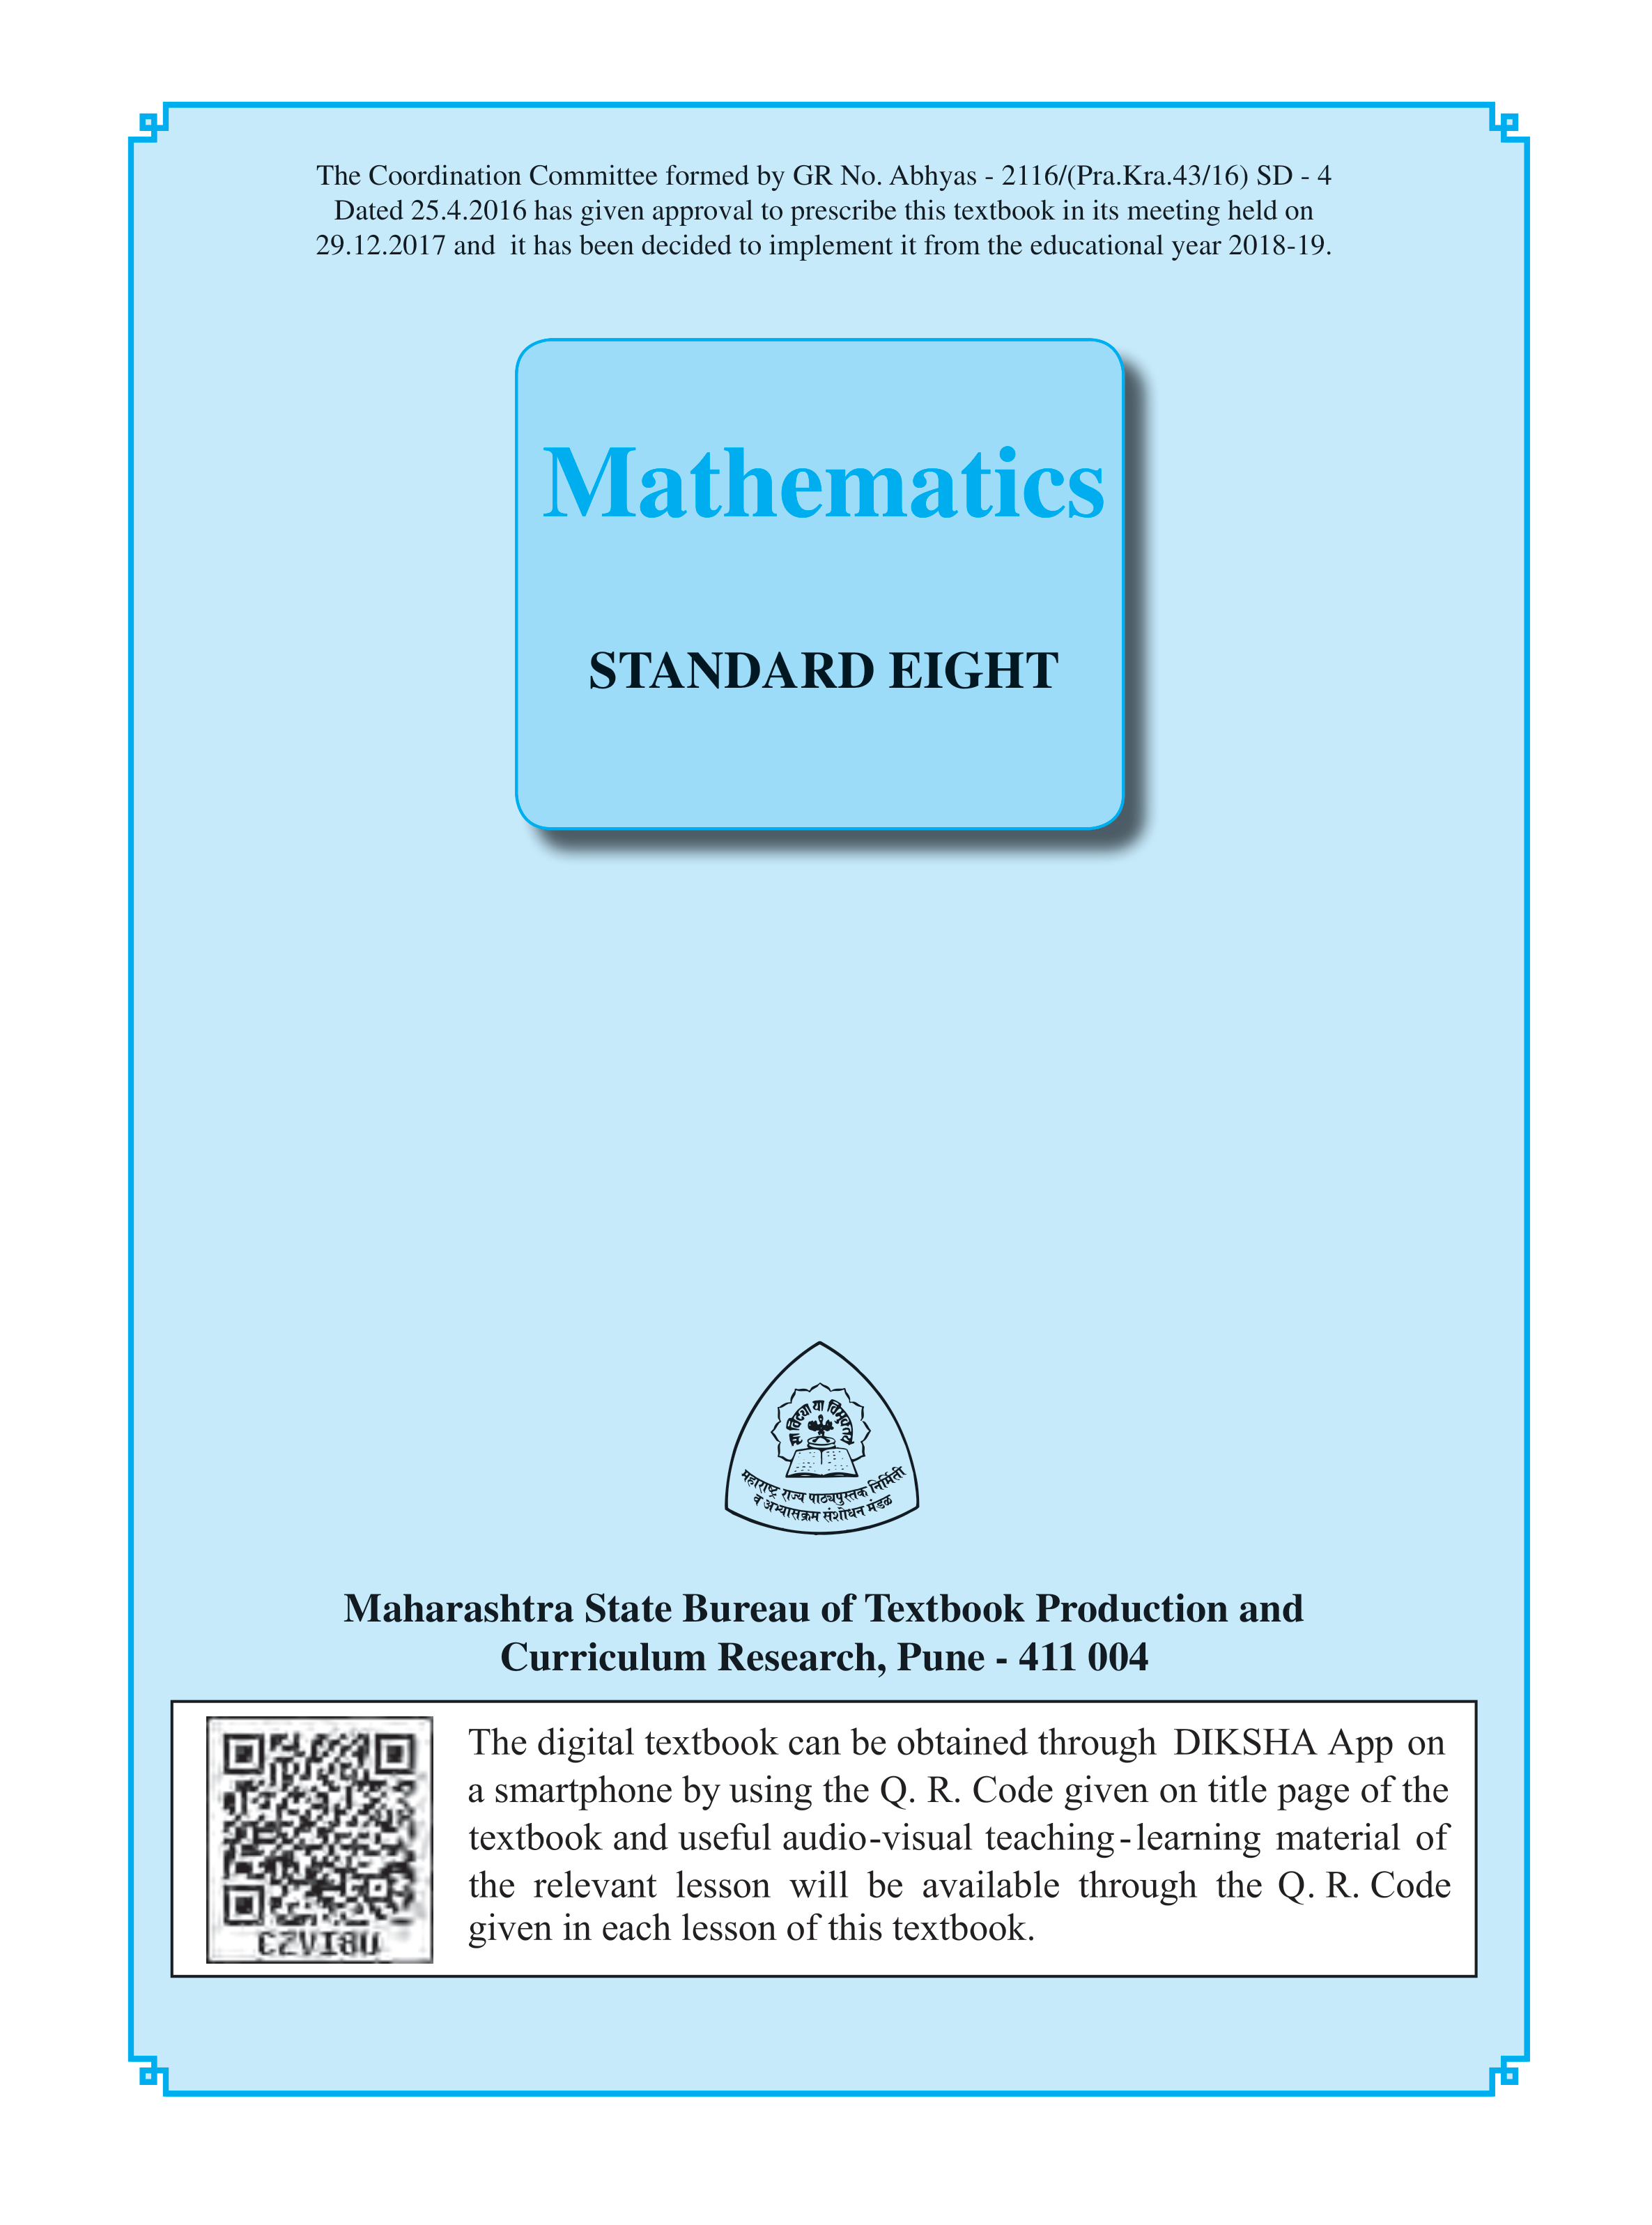 The Coordination Committee formed by GR No. Abhyas - 2116/(Pra.Kra.43/16) SD - 4
Dated 25.4.2016 has given approval to prescribe this textbook in its meeting held on
29.12.2017 and it has been decided to implement it from the educational year 2018-19.
Mathematics
STANDARD EIGHT
सा विद्या या विमुक्तये
महाराष्ट्र राज्य पाठ्यपुस्तक निर्मिती
व अभ्यासक्रम संशोधन मंडळ
Maharashtra State Bureau of Textbook Production and
Curriculum Research, Pune - 411 004
The digital textbook can be obtained through DIKSHA App on
a smartphone by using the Q. R. Code given on title page of the
textbook and useful audio-visual teaching-learning material of
the relevant lesson will be available through the Q. R. Code
given in each lesson of this textbook.
CZVI8U